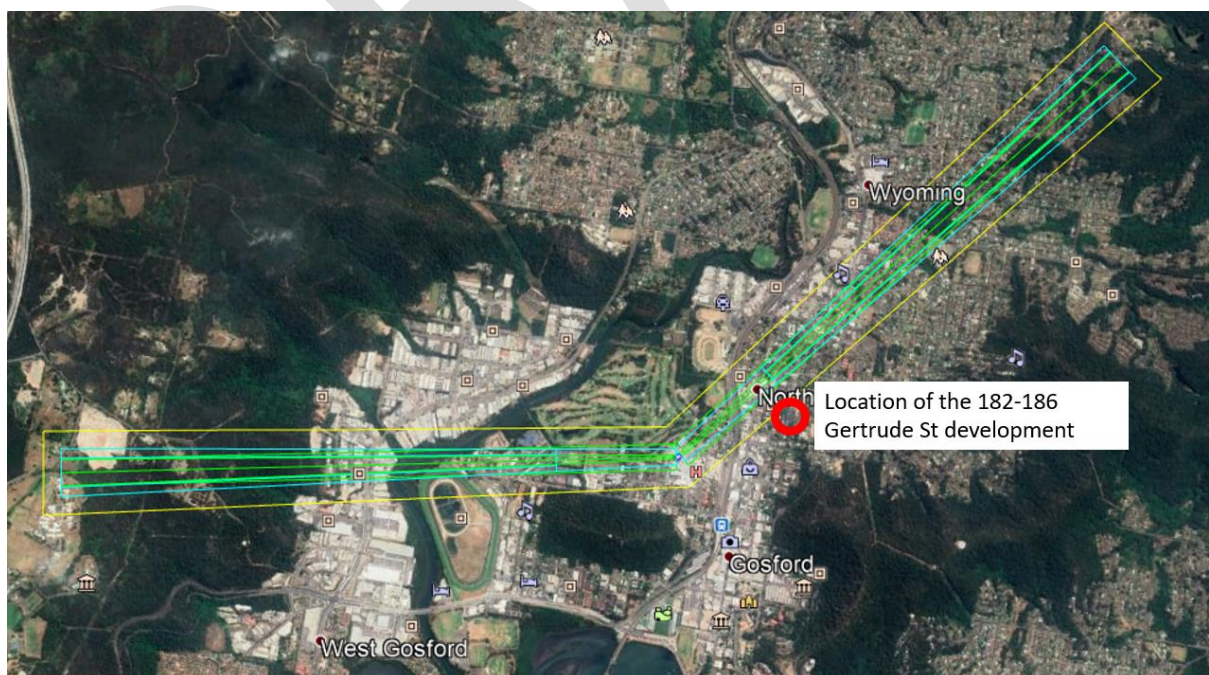 Wyoming
North
Location of the 182-186
Gertrude St development
H
Gosford
West Gosford